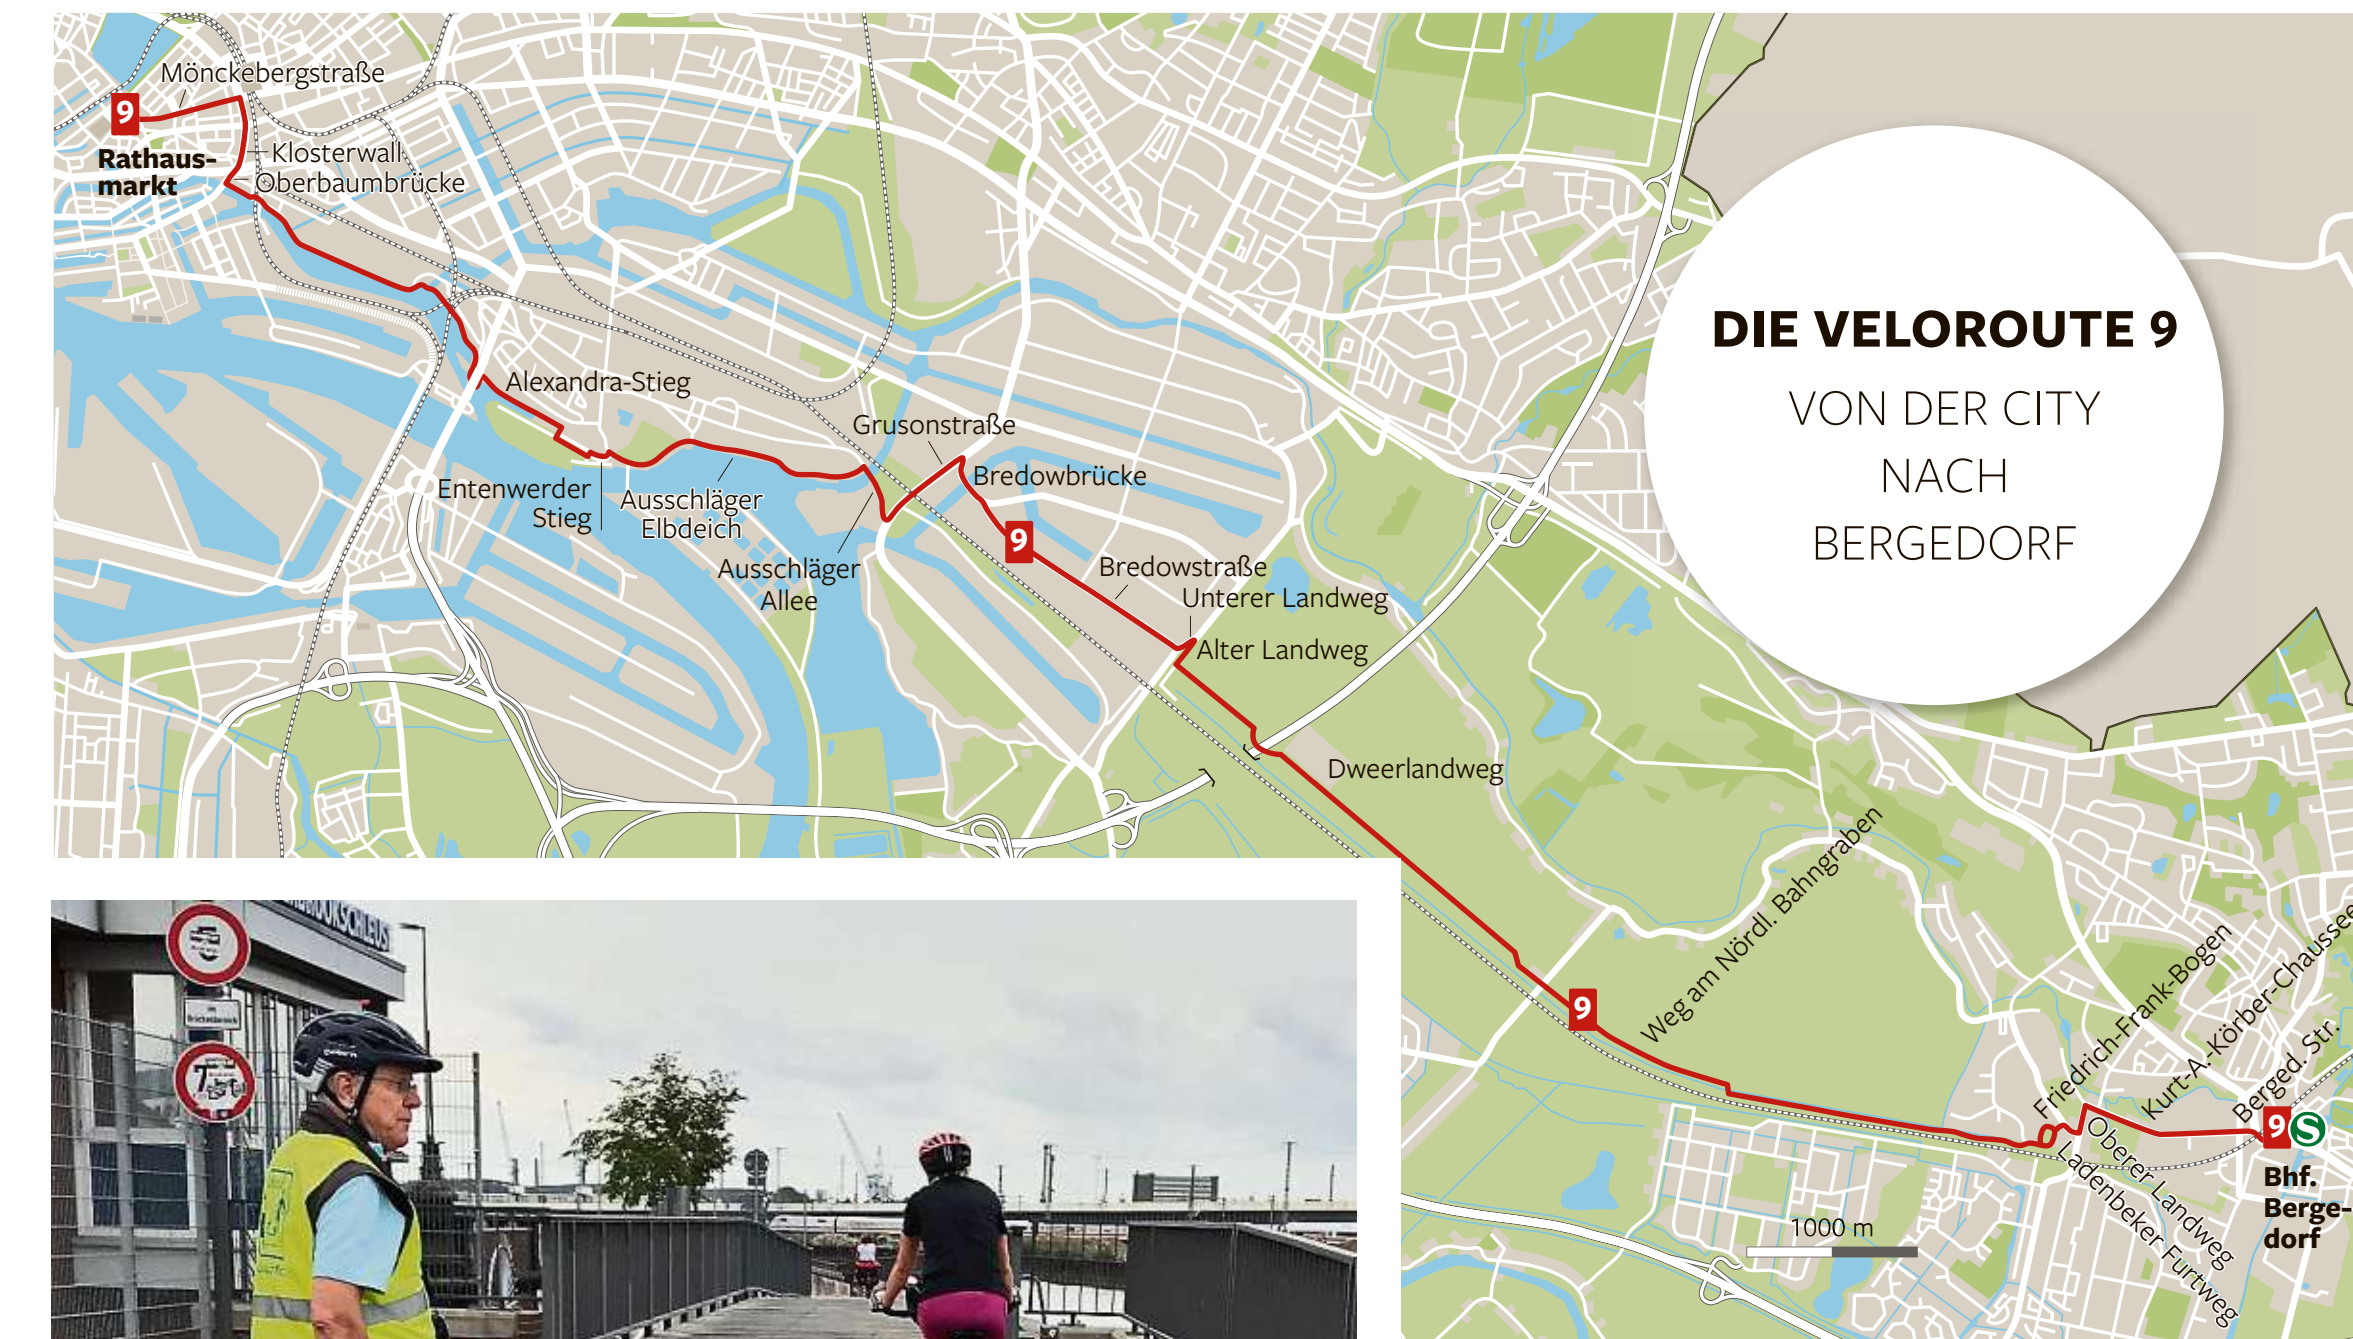 Mönckebergstraße
9
Rathaus-
markt
Klosterwall
Oberbaumbrücke
DIE VELOROUTE 9
VON DER CITY
NACH
BERGEDORF
Alexandra-Stieg
Grusonstraße
Bredowbrücke
Entenwerder
Stieg
Ausschläger
Elbdeich
9
Ausschläger
Allee
Bredowstraße
Unterer Landweg
Alter Landweg
Dweerlandweg
Weg am Nördl. Bahngraben
9
Friedrich-Frank-Bogen
Kurt-A.-Körber-Chaussee
Berged. Str.
9
S
Oberer Landweg
Ladenbeker Furtweg
Bhf.
Berge-
dorf
1000 m